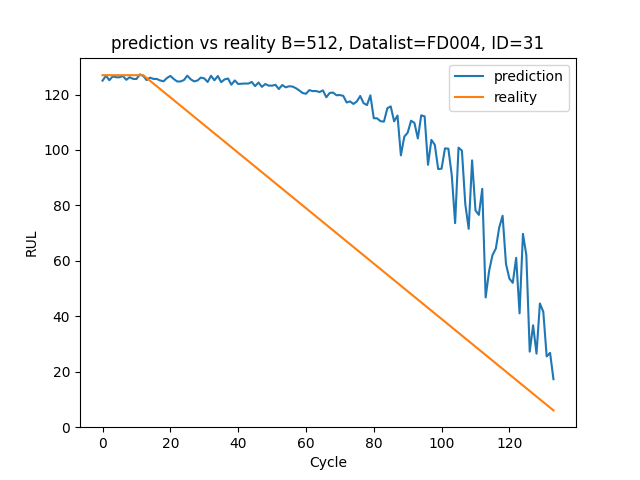 prediction vs reality B=512, Datalist=FD004, ID=31
prediction
reality
120
100
80
60
40
20
0
RUL
0 20 40 60 80 100 120
Cycle